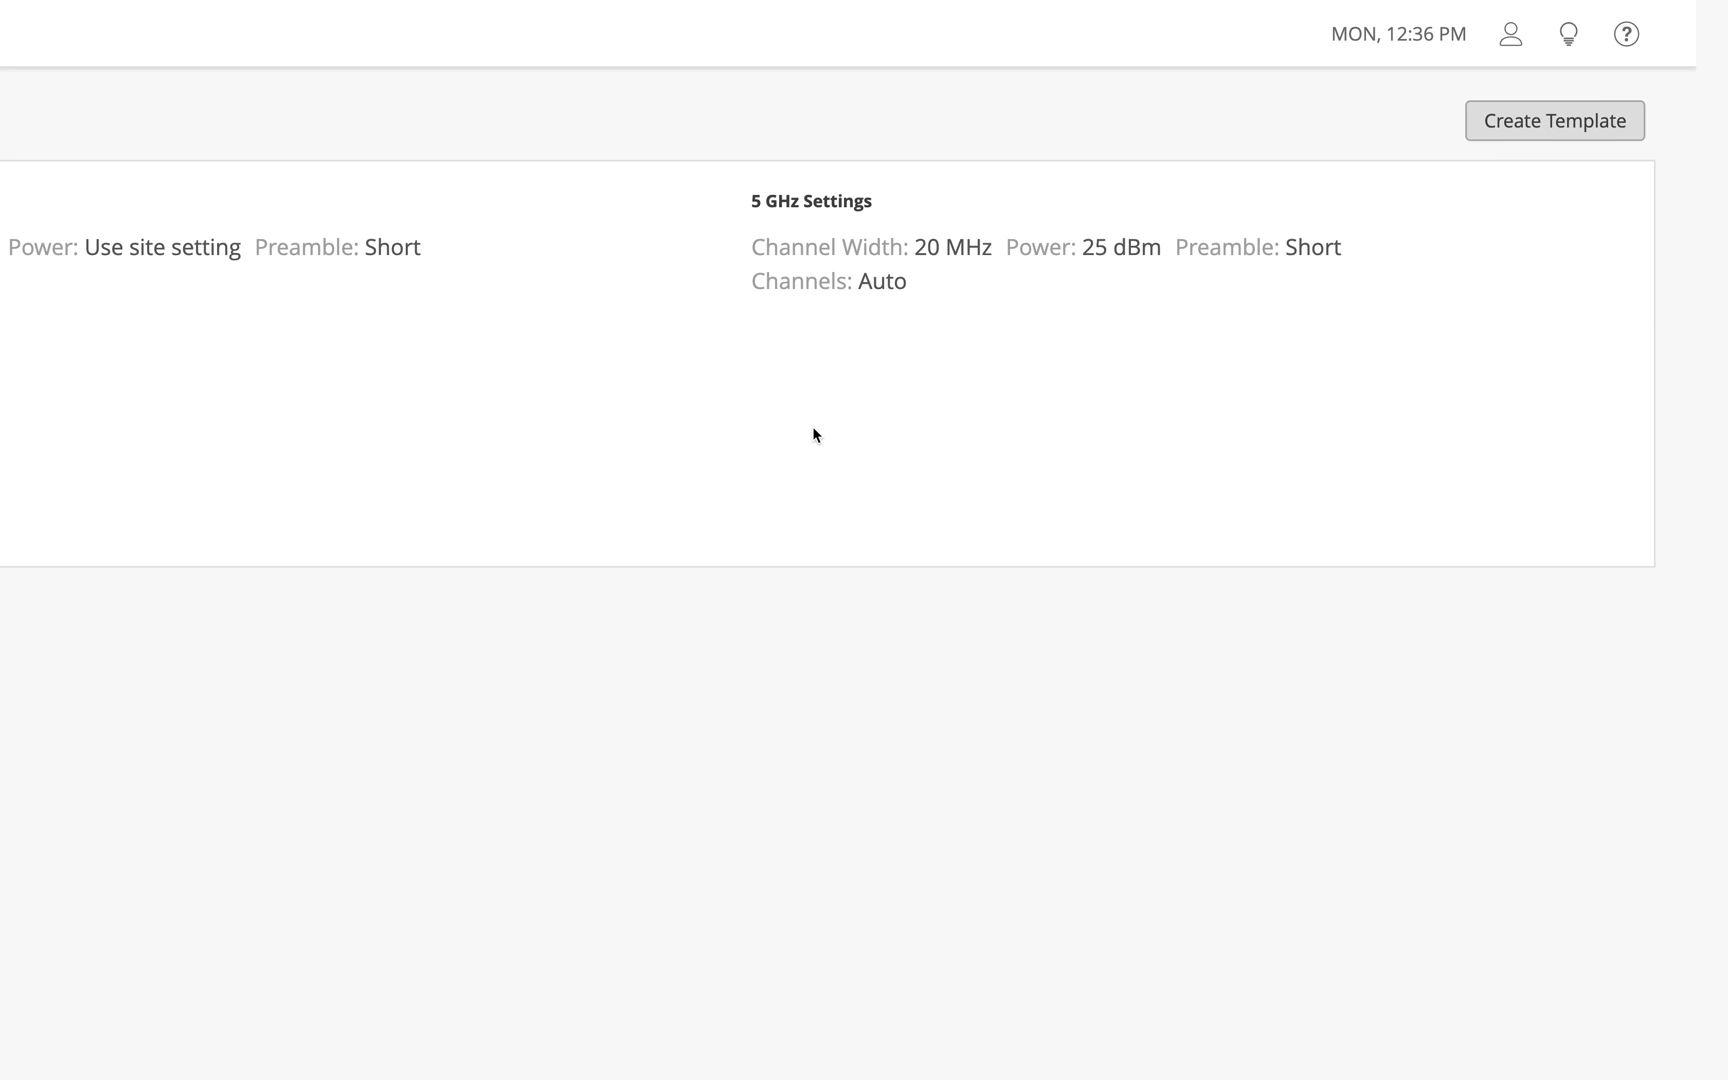 MON, 12:36 PM
Create Template
5 GHz Settings
Power: Use site setting Preamble: Short
Channel Width: 20 MHz Power: 25 dBm Preamble: Short
Channels: Auto